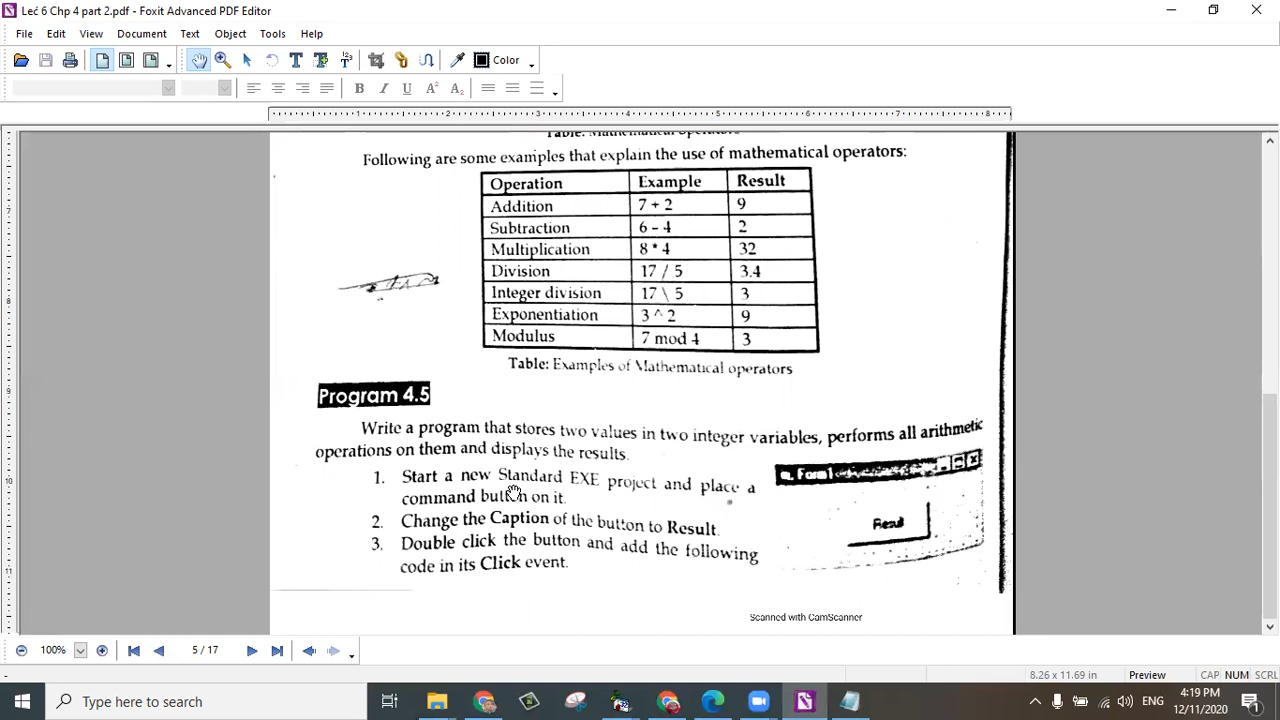 Lec 6 Chp 4 part 2.pdf - Foxit Advanced PDF Editor
File Edit View Document Text Object Tools Help
Color
Table: Mathematical Operators
Following are some examples that explain the use of mathematical operators:
Operation Example Result
Addition 7 + 2 9
Subtraction 6 - 4 2
Multiplication 8 * 4 32
Division 17 / 5 3.4
Integer division 17 \ 5 3
Exponentiation 3 ^ 2 9
Modulus 7 mod 4 3
Table: Examples of Mathematical operators
Program 4.5
Write a program that stores two values in two integer variables, performs all arithmetic
operations on them and displays the results.
1. Start a new Standard EXE project and place a
command button on it.
Form1
2. Change the Caption of the button to Result.
Result
3. Double click the button and add the following
code in its Click event.
Scanned with CamScanner
100% 5 / 17
8.26 x 11.69 in Preview CAP NUM SCRL
Type here to search
ENG 4:19 PM
12/11/2020